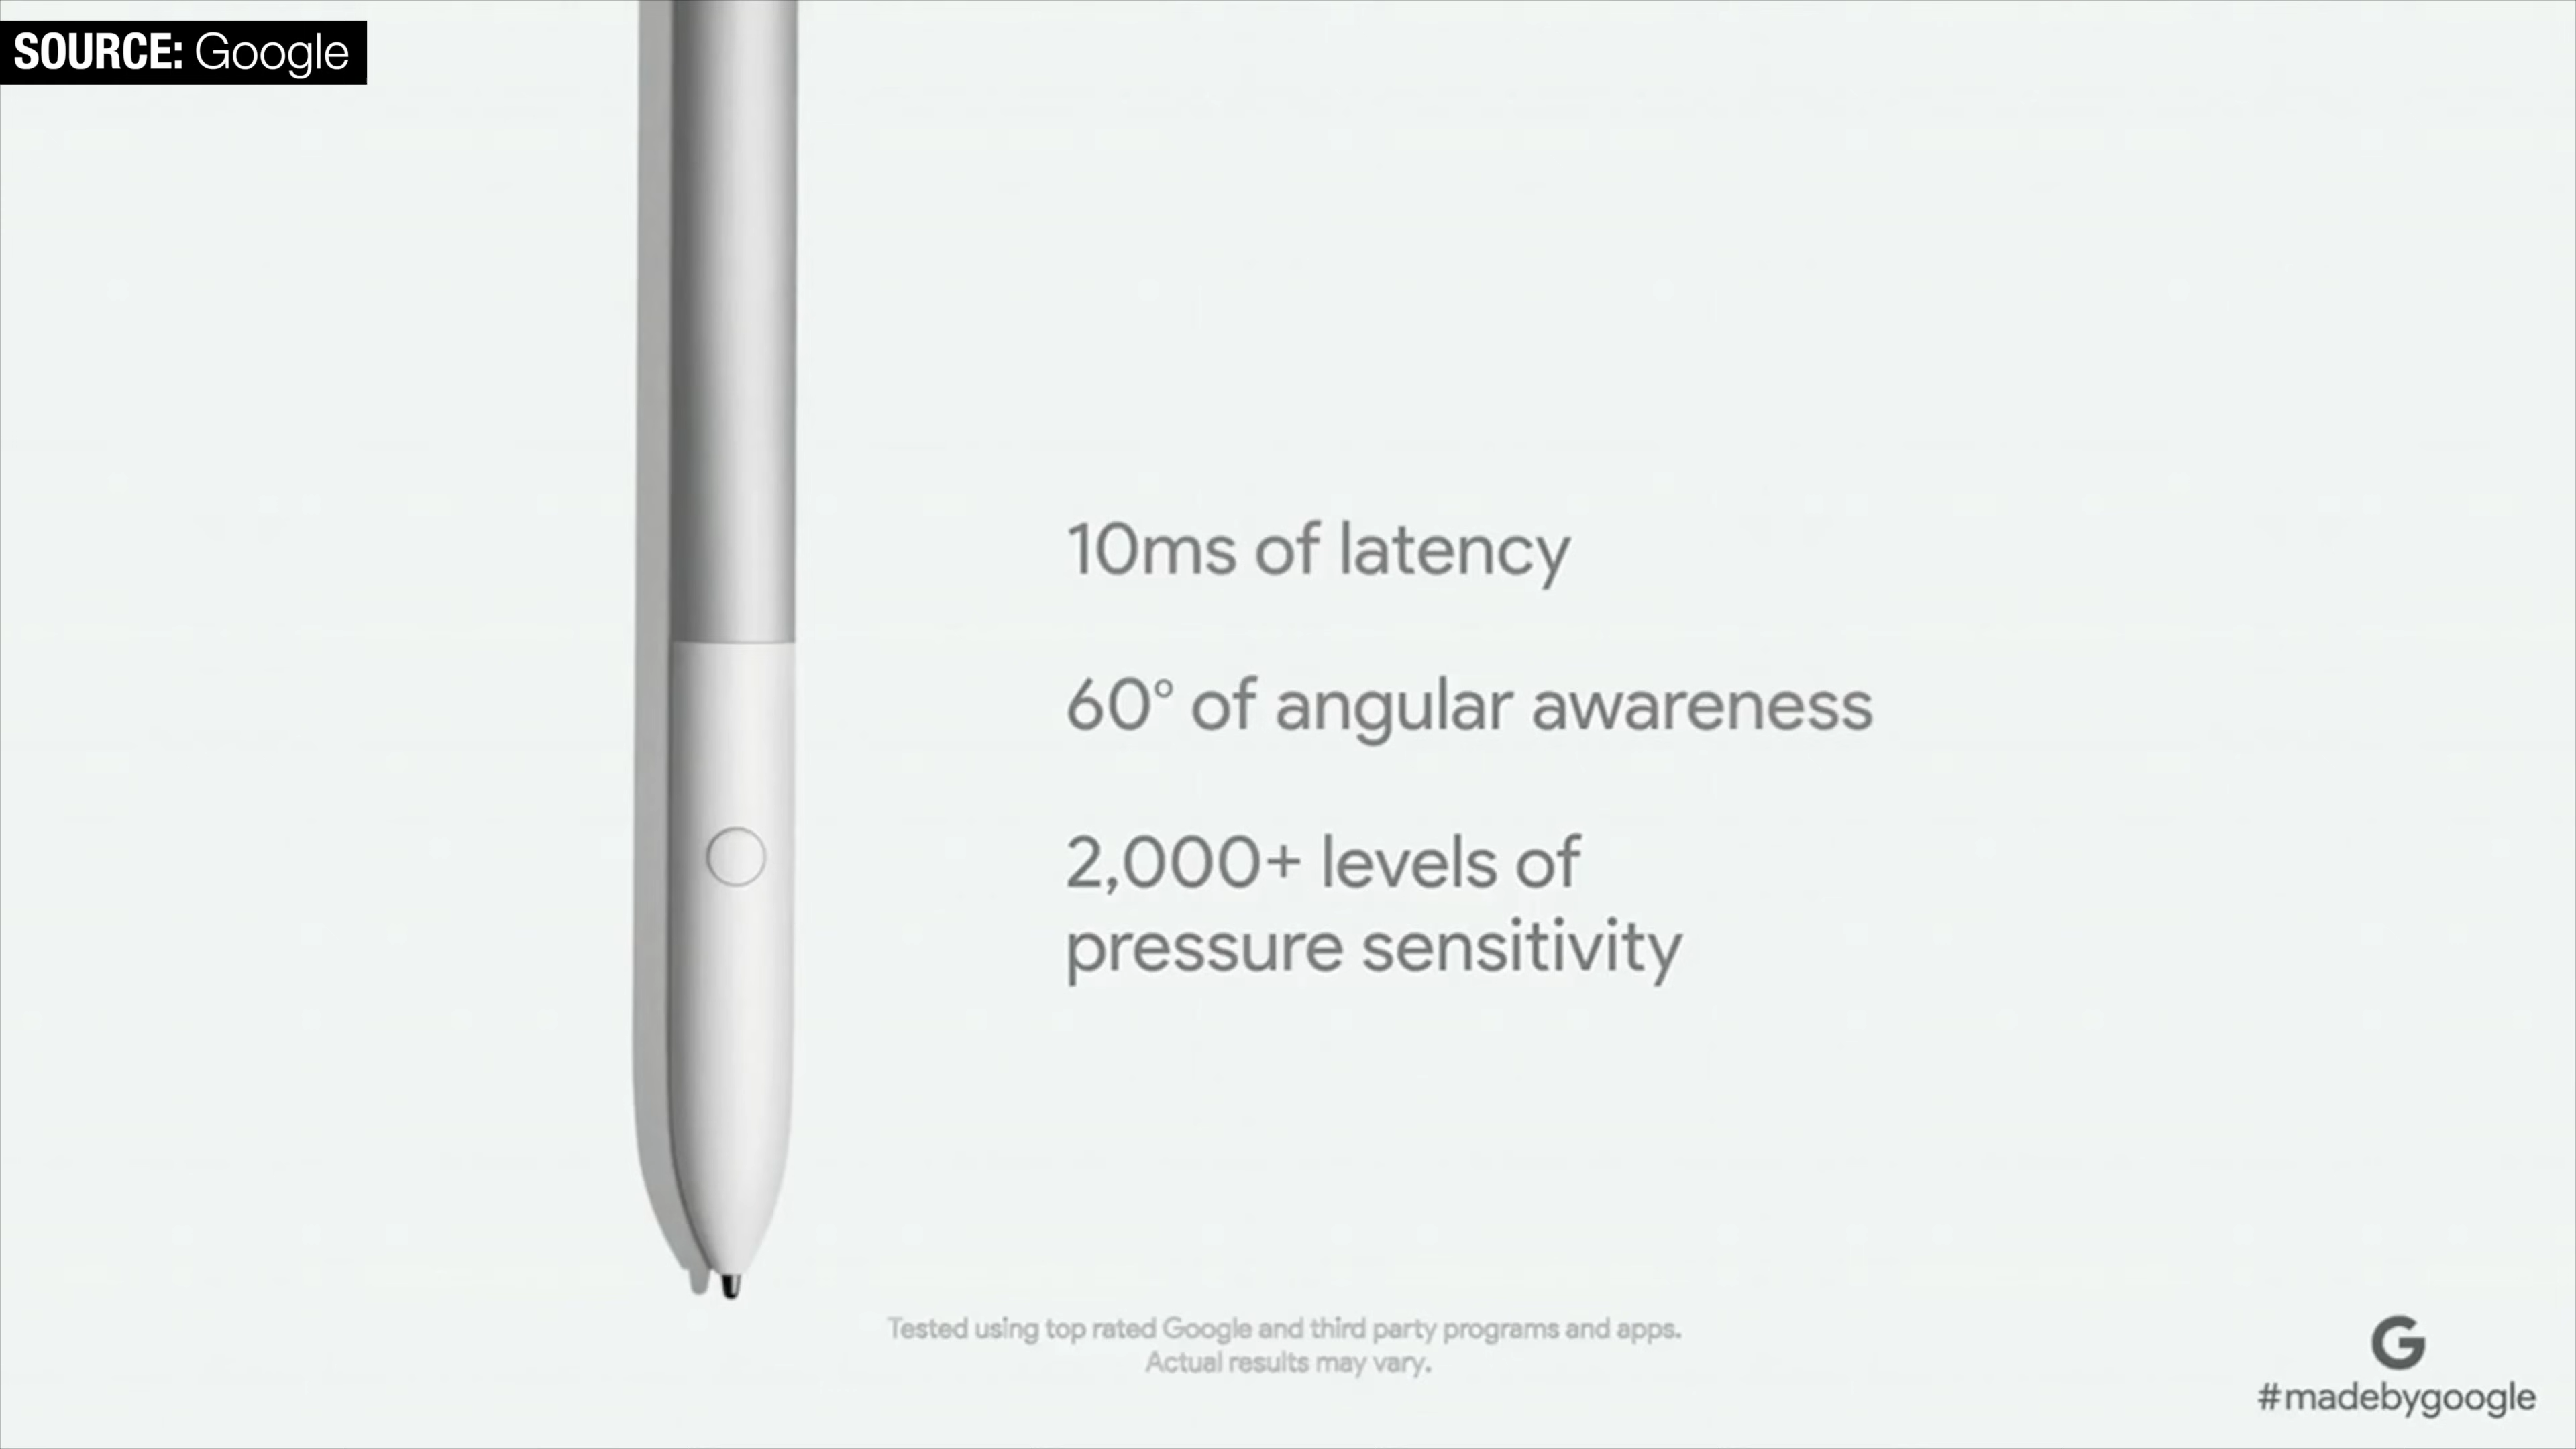 SOURCE: Google
10ms of latency
60° of angular awareness
2,000+ levels of
pressure sensitivity
Tested using top rated Google and third party programs and apps.
Actual results may vary.
G
#madebygoogle